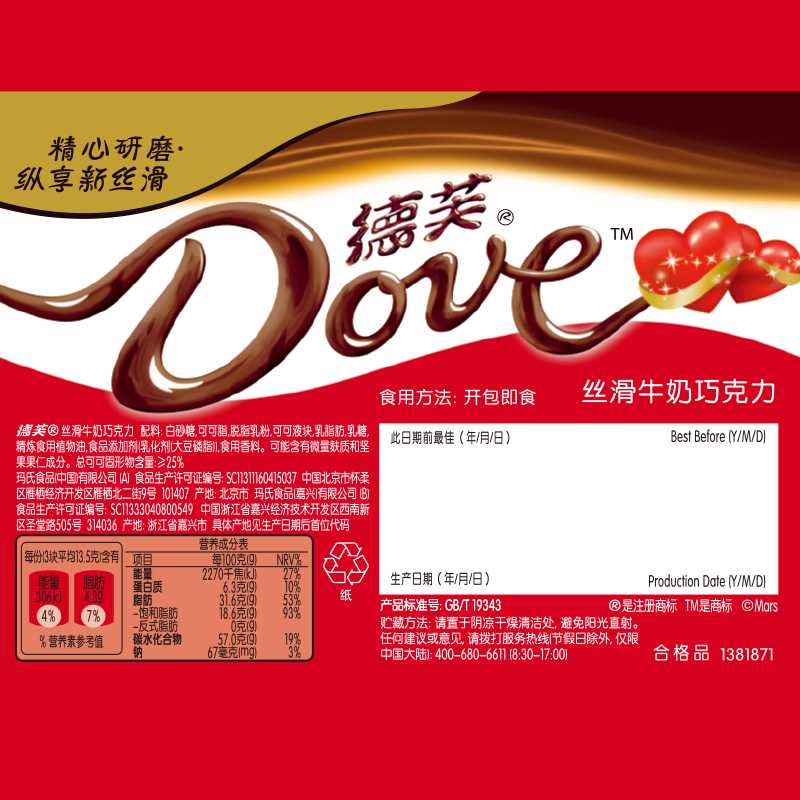 精心研磨·
纵享新丝滑
德芙®
Dove™
食用方法: 开包即食
丝滑牛奶巧克力
德芙®丝滑牛奶巧克力 配料: 白砂糖,可可脂,脱脂乳粉,可可液块,乳脂肪,乳糖,
精炼食用植物油,食品添加剂(乳化剂(大豆磷脂)),食用香料。可能含有微量麸质和坚
果果仁成分。总可可固形物含量:≥25%
玛氏食品(中国)有限公司 (A) 食品生产许可证编号: SC11311160415037 中国北京市怀柔
区雁栖经济开发区雁栖北二街9号 101407 产地: 北京市 玛氏食品(嘉兴)有限公司 (B)
食品生产许可证编号: SC11333040800549 中国浙江省嘉兴经济技术开发区西南新
区圣堂路505号 314036 产地: 浙江省嘉兴市 具体产地见生产日期后首位代码
每份(3块平均13.5克)含有
能量 脂肪
306kJ 4.3g
4% 7%
% 营养素参考值
营养成分表
项目 每100克(g) NRV%
能量 2270千焦(kJ) 27%
蛋白质 6.3克(g) 10%
脂肪 31.6克(g) 53%
-饱和脂肪 18.6克(g) 93%
-反式脂肪 0克(g)
碳水化合物 57.0克(g) 19%
钠 67毫克(mg) 3%
纸
此日期前最佳（年/月/日） Best Before (Y/M/D)
生产日期（年/月/日） Production Date (Y/M/D)
产品标准号: GB/T 19343 ®是注册商标 TM是商标 ©Mars
贮藏方法: 请置于阴凉干燥清洁处, 避免阳光直射。
任何建议或意见, 请拨打服务热线(节假日除外, 仅限
中国大陆): 400-680-6611 (8:30-17:00)
合格品 1381871